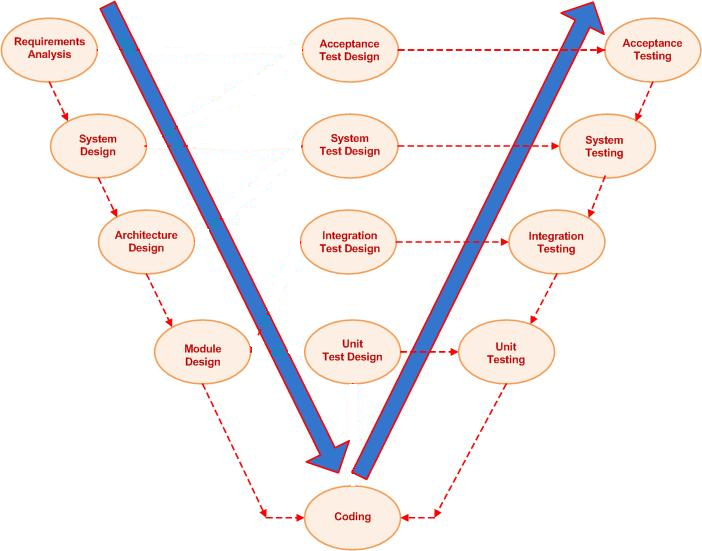 Requirements
Analysis
Acceptance
Test Design
Acceptance
Testing
System
Design
System
Test Design
System
Testing
Architecture
Design
Integration
Test Design
Integration
Testing
Module
Design
Unit
Test Design
Unit
Testing
Coding